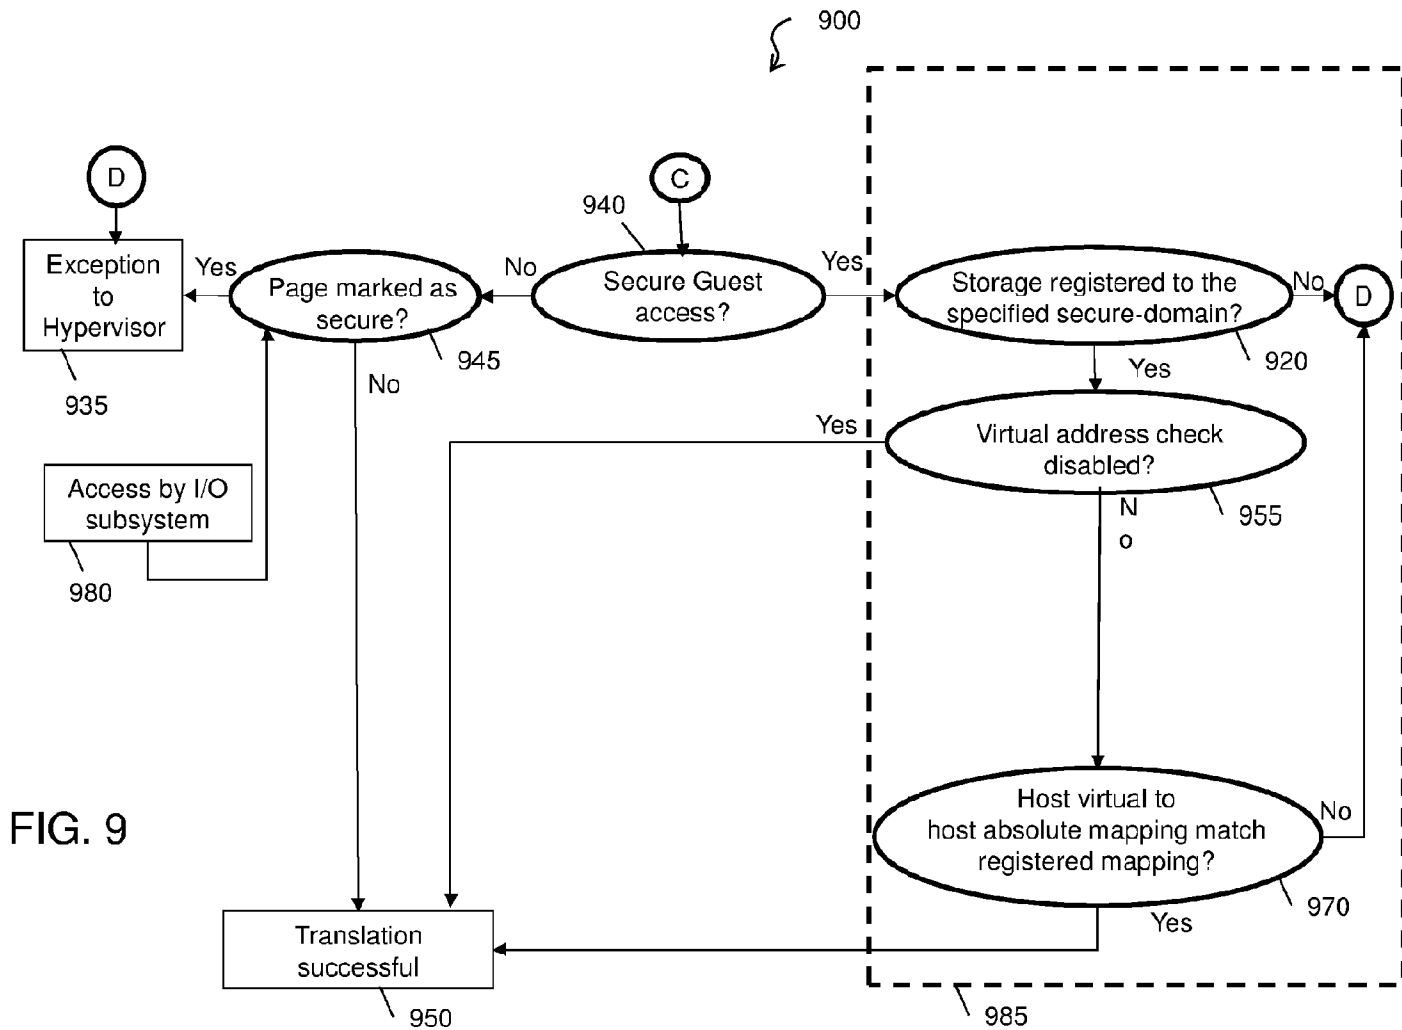 900
D
C
940
Exception
to
Hypervisor
Yes
Page marked as
secure?
No
Secure Guest
access?
Yes
Storage registered to the
specified secure-domain?
No
D
935
945
No
920
Yes
Yes
Virtual address check
disabled?
Access by I/O
subsystem
N
o
955
980
FIG. 9
Host virtual to
host absolute mapping match
registered mapping?
No
970
Yes
Translation
successful
950
985